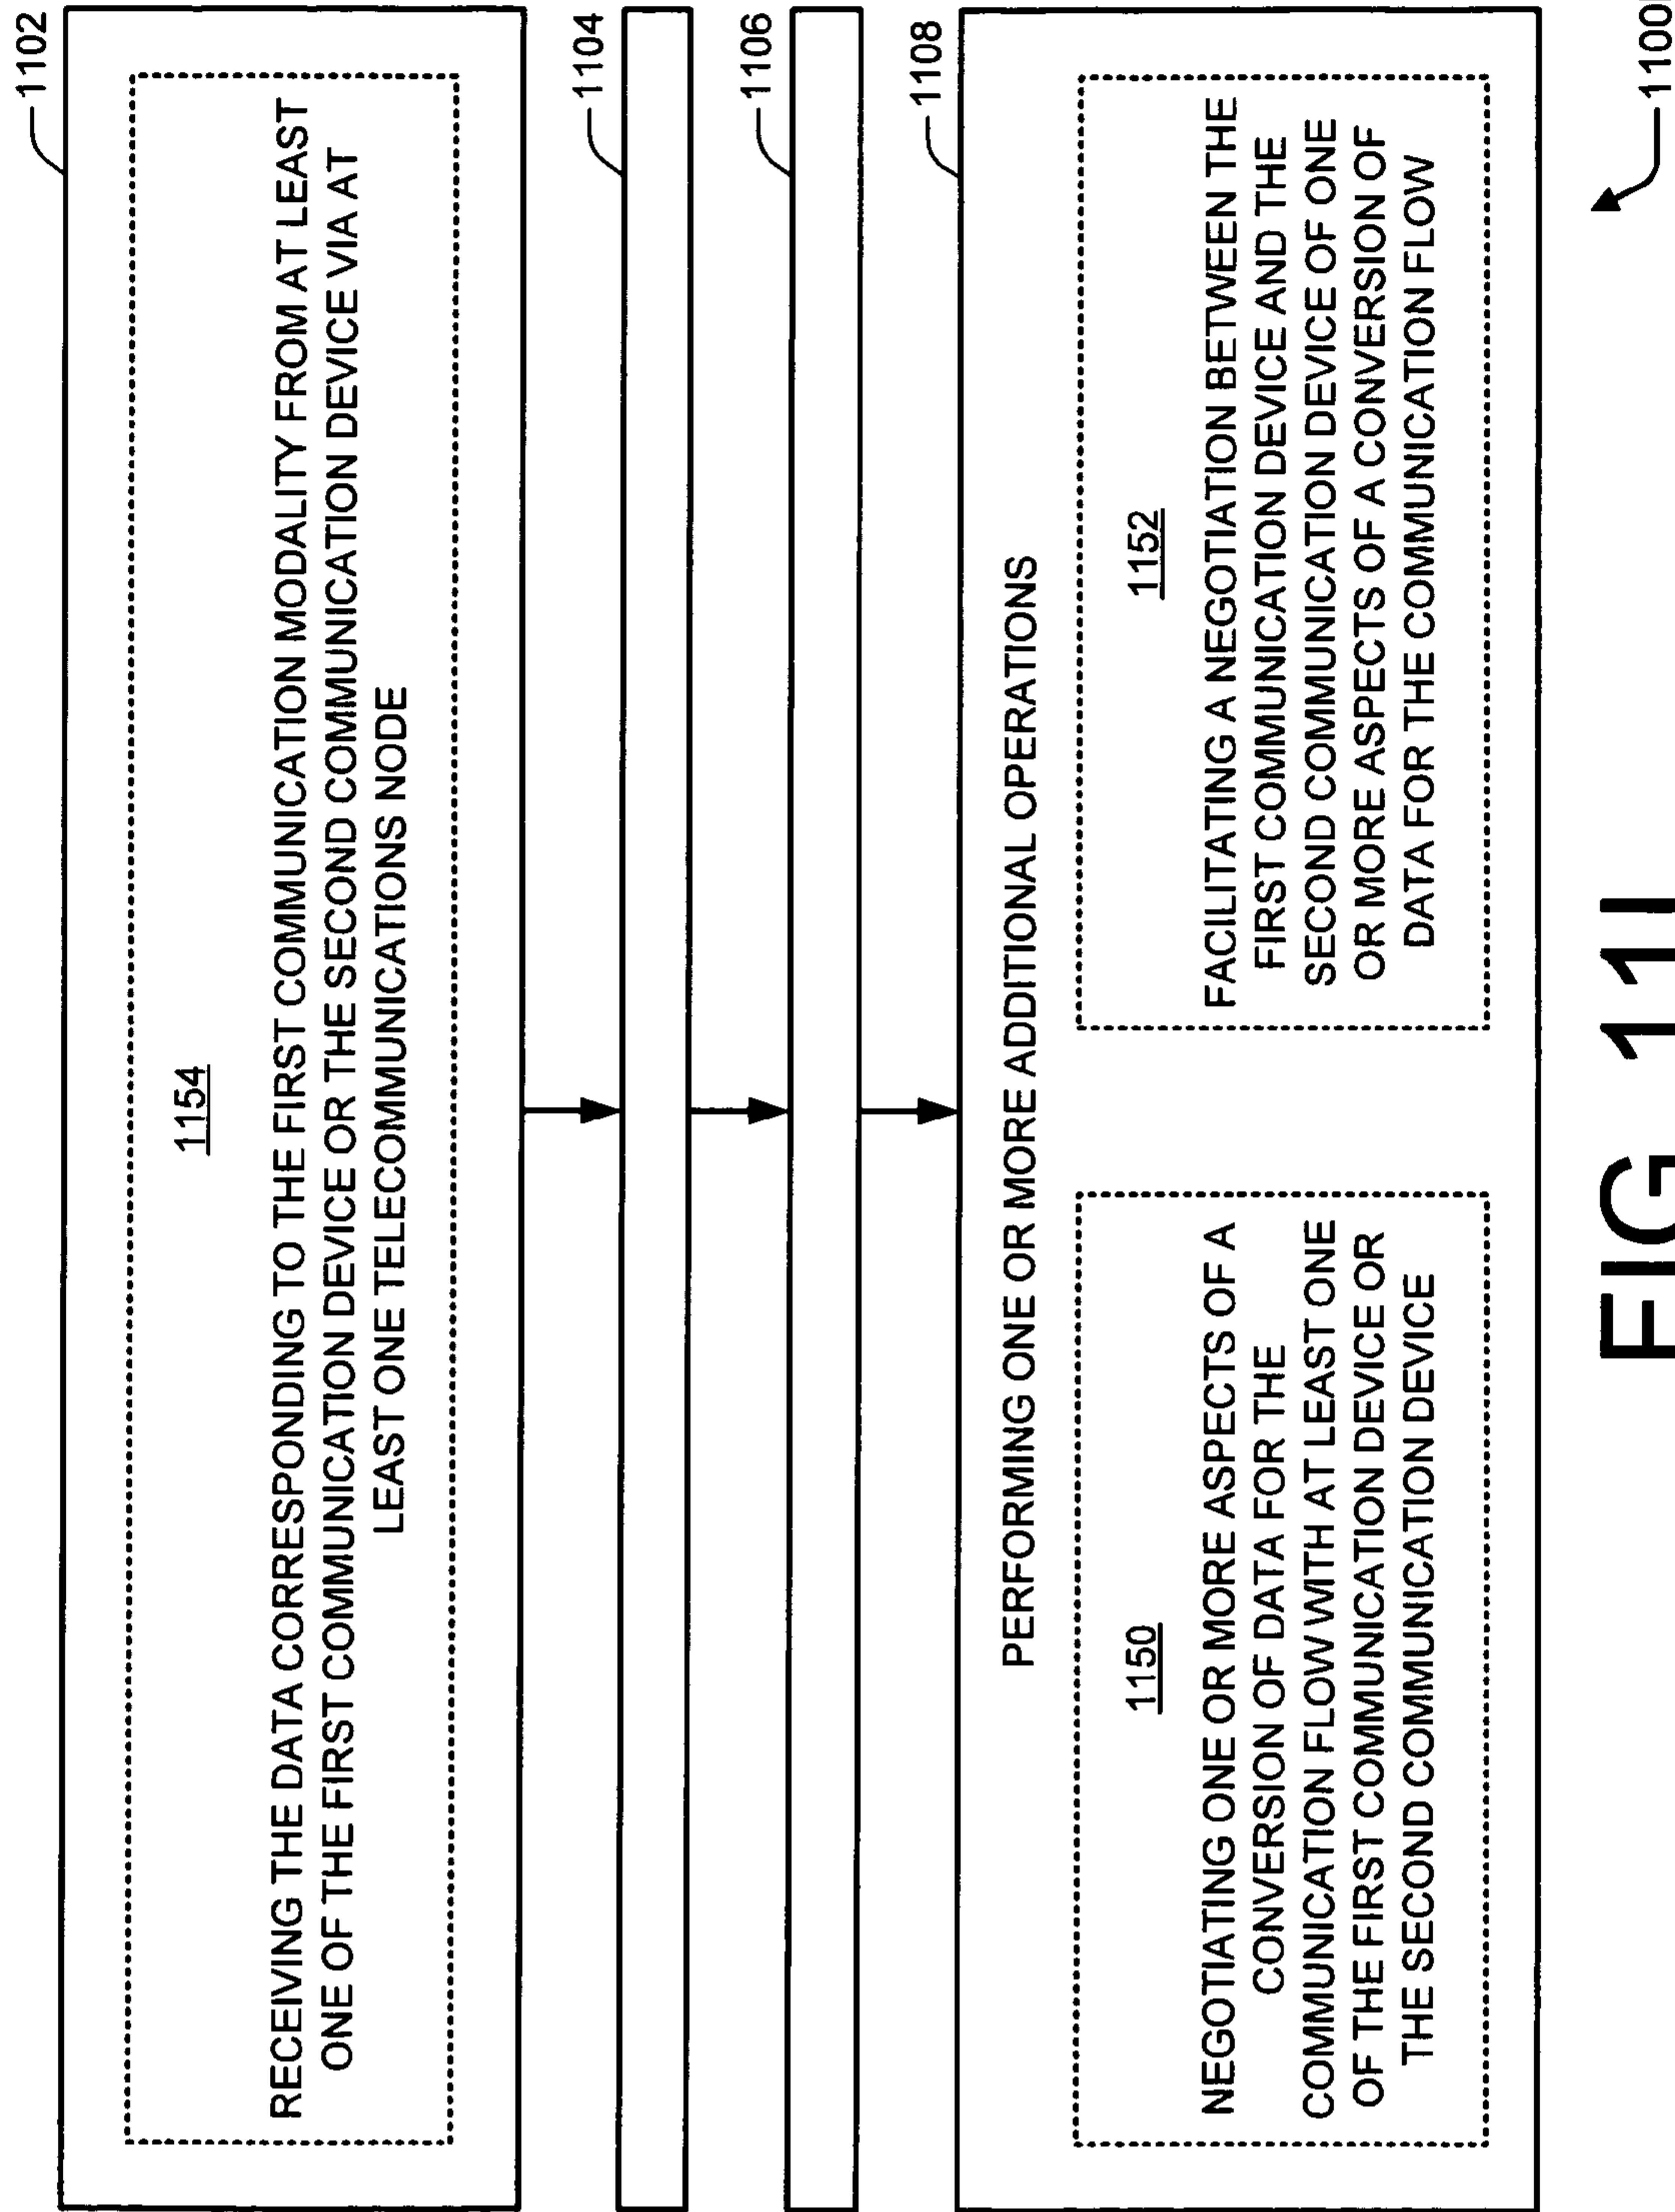 1102
1154
RECEIVING THE DATA CORRESPONDING TO THE FIRST COMMUNICATION MODALITY FROM AT LEAST
ONE OF THE FIRST COMMUNICATION DEVICE OR THE SECOND COMMUNICATION DEVICE VIA AT
LEAST ONE TELECOMMUNICATIONS NODE
1104
1106
1108
PERFORMING ONE OR MORE ADDITIONAL OPERATIONS
1150
NEGOTIATING ONE OR MORE ASPECTS OF A
CONVERSION OF DATA FOR THE
COMMUNICATION FLOW WITH AT LEAST ONE
OF THE FIRST COMMUNICATION DEVICE OR
THE SECOND COMMUNICATION DEVICE
1152
FACILITATING A NEGOTIATION BETWEEN THE
FIRST COMMUNICATION DEVICE AND THE
SECOND COMMUNICATION DEVICE OF ONE
OR MORE ASPECTS OF A CONVERSION OF
DATA FOR THE COMMUNICATION FLOW
1100
FIG 11I